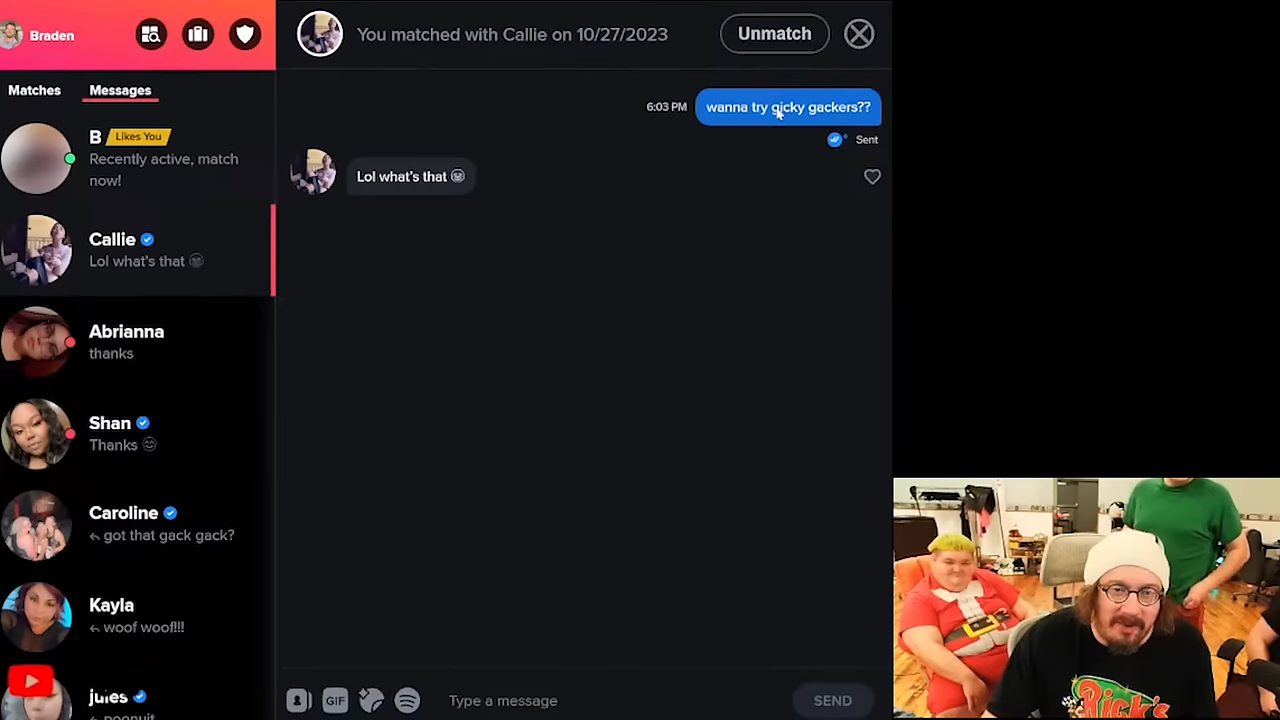 Braden
Matches
Messages
B
Likes You
Recently active, match
now!
Callie
Lol what's that
Abrianna
thanks
Shan
Thanks
Caroline
got that gack gack?
Kayla
woof woof!!!
jules
You matched with Callie on 10/27/2023
Unmatch
6:03 PM
wanna try gicky gackers??
Sent
Lol what's that
GIF
Type a message
SEND
Rick's